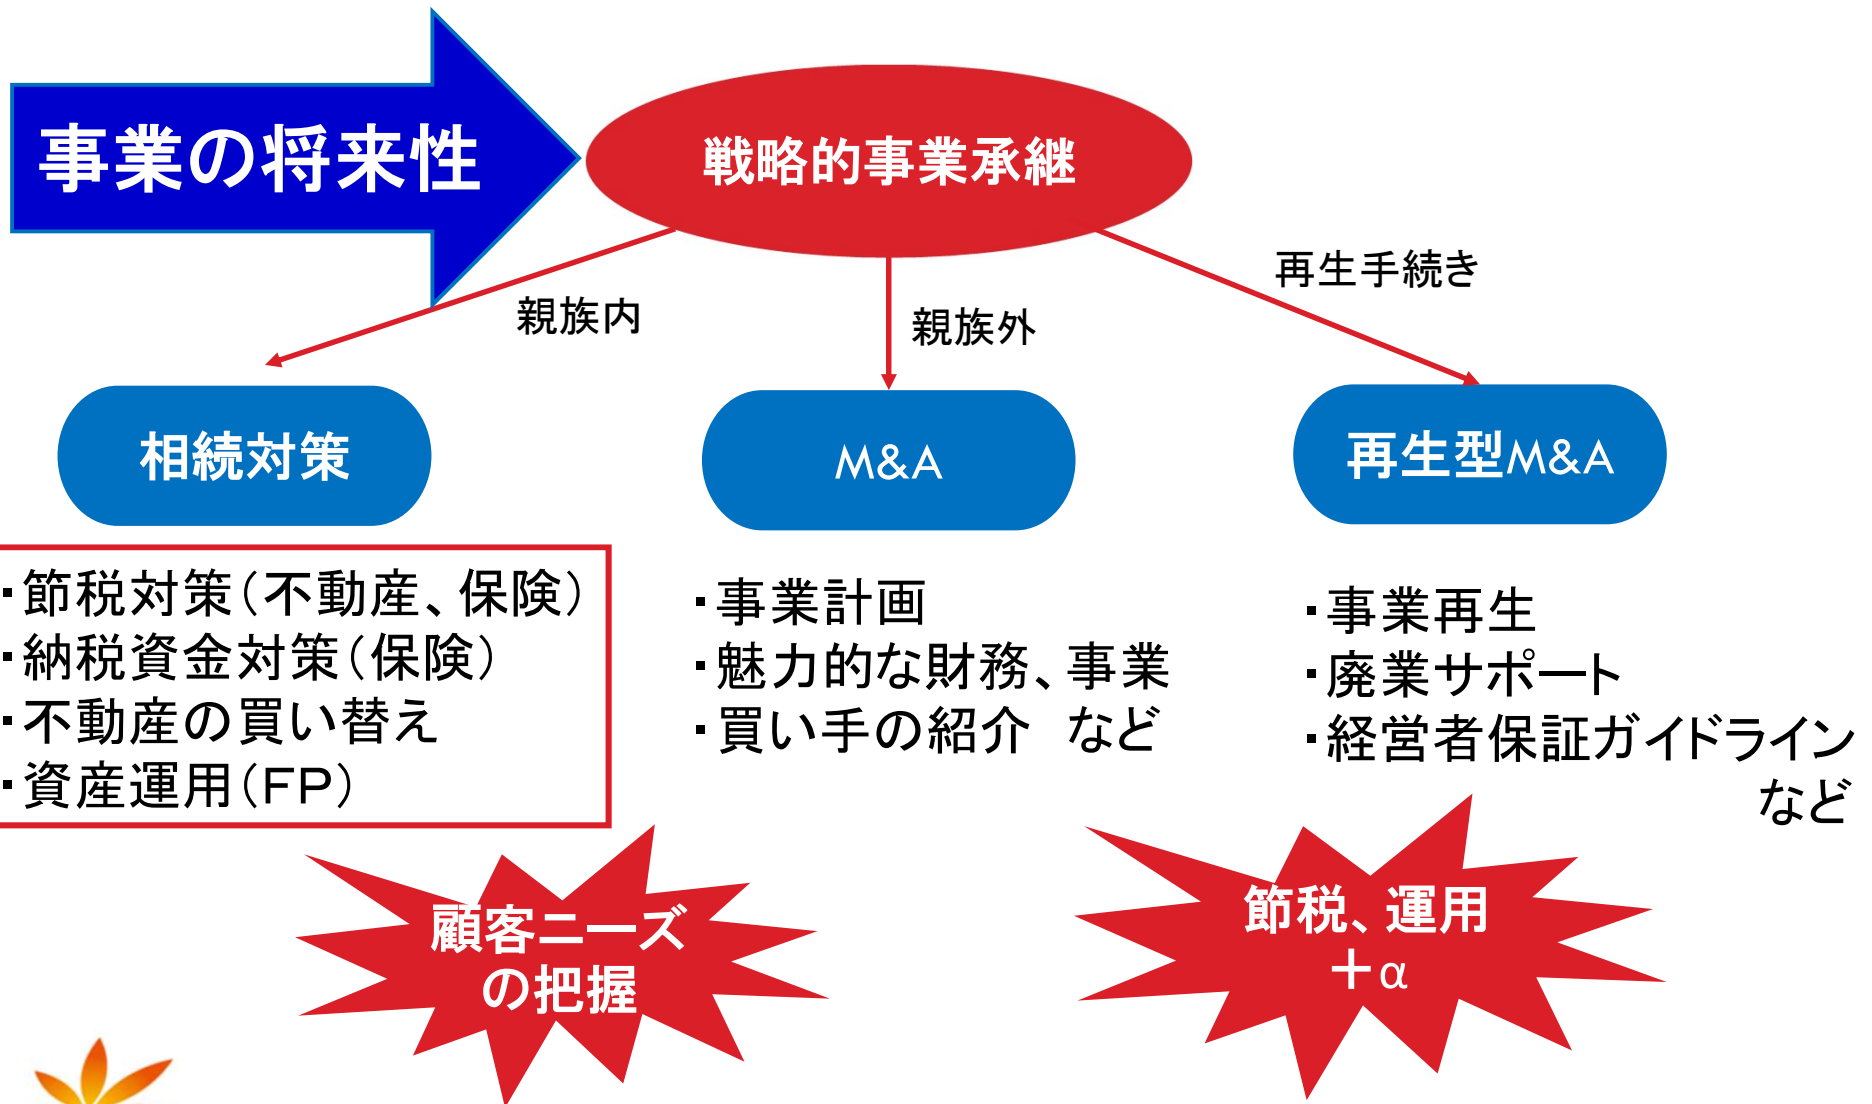 事業の将来性
戦略的事業承継
親族内
親族外
再生手続き
相続対策
M&A
再生型M&A
・節税対策（不動産、保険）
・納税資金対策（保険）
・不動産の買い替え
・資産運用（FP）
・事業計画
・魅力的な財務、事業
・買い手の紹介　など
・事業再生
・廃業サポート
・経営者保証ガイドライン
など
顧客ニーズ
の把握
節税、運用
＋α